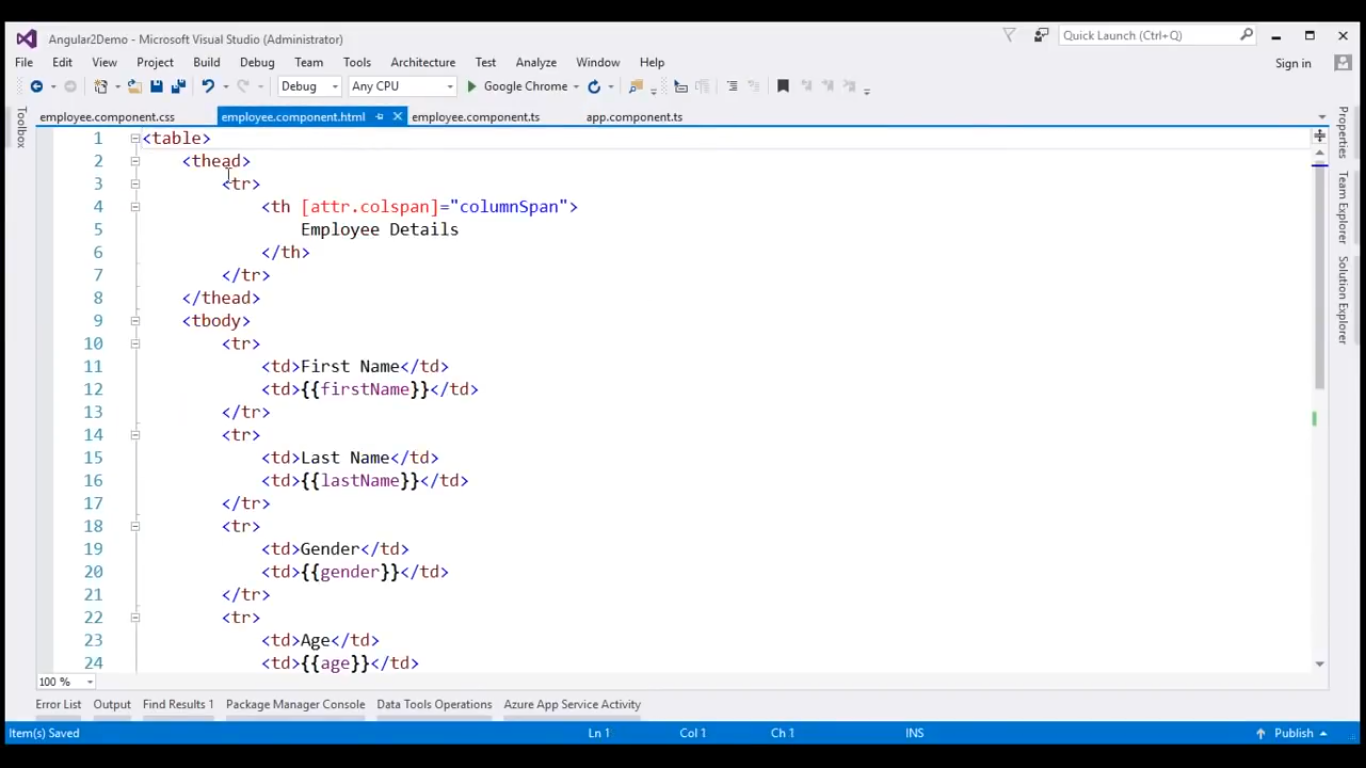 Angular2Demo - Microsoft Visual Studio (Administrator)
Quick Launch (Ctrl+Q)
File Edit View Project Build Debug Team Tools Architecture Test Analyze Window Help
Sign in
Debug Any CPU Google Chrome
employee.component.css employee.component.html employee.component.ts app.component.ts
Toolbox
Properties
Team Explorer
Solution Explorer
1 <table>
2 <thead>
3 <tr>
4 <th [attr.colspan]="columnSpan">
5 Employee Details
6 </th>
7 </tr>
8 </thead>
9 <tbody>
10 <tr>
11 <td>First Name</td>
12 <td>{{firstName}}</td>
13 </tr>
14 <tr>
15 <td>Last Name</td>
16 <td>{{lastName}}</td>
17 </tr>
18 <tr>
19 <td>Gender</td>
20 <td>{{gender}}</td>
21 </tr>
22 <tr>
23 <td>Age</td>
24 <td>{{age}}</td>
100 %
Error List Output Find Results 1 Package Manager Console Data Tools Operations Azure App Service Activity
Item(s) Saved Ln 1 Col 1 Ch 1 INS Publish